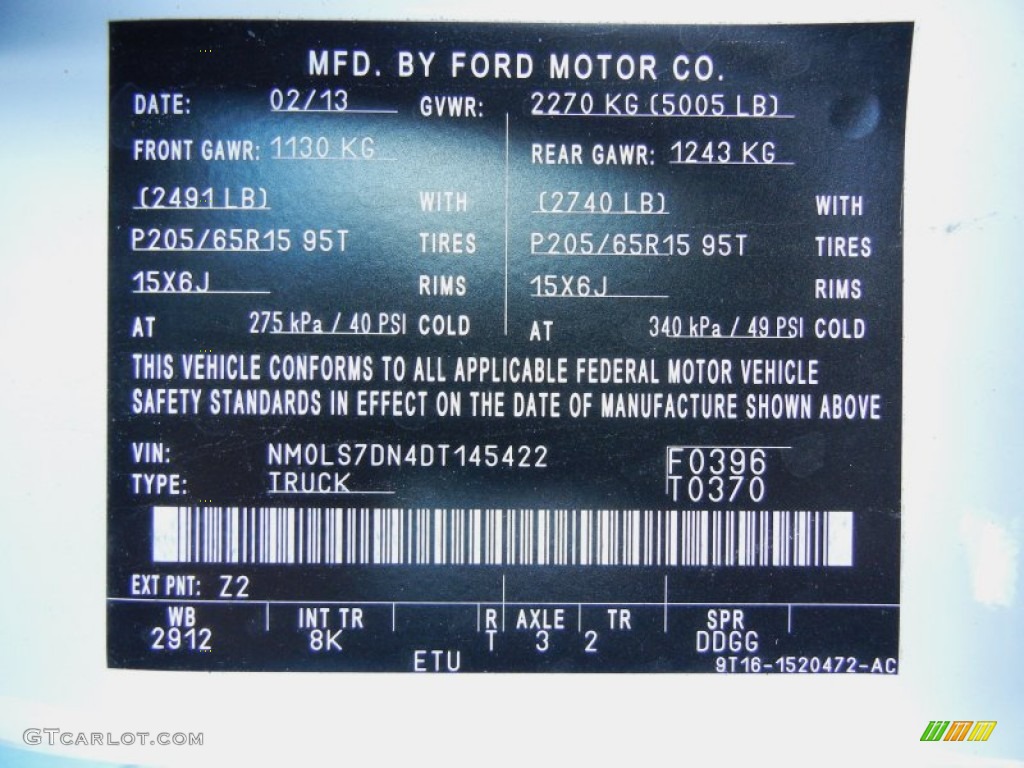 MFD. BY FORD MOTOR CO.
DATE: 02/13 GVWR: 2270 KG (5005 LB)
FRONT GAWR: 1130 KG REAR GAWR: 1243 KG
(2491 LB) WITH (2740 LB) WITH
P205/65R15 95T TIRES P205/65R15 95T TIRES
15X6J RIMS 15X6J RIMS
AT 275 kPa / 40 PSI COLD AT 340 kPa / 49 PSI COLD
THIS VEHICLE CONFORMS TO ALL APPLICABLE FEDERAL MOTOR VEHICLE
SAFETY STANDARDS IN EFFECT ON THE DATE OF MANUFACTURE SHOWN ABOVE
VIN: NM0LS7DN4DT145422 F0396
TYPE: TRUCK T0370
EXT PNT: Z2
WB INT TR R AXLE TR SPR
2912 8K T 3 2 DDGG
ETU 9T16-1520472-AC
GTcarlot.com